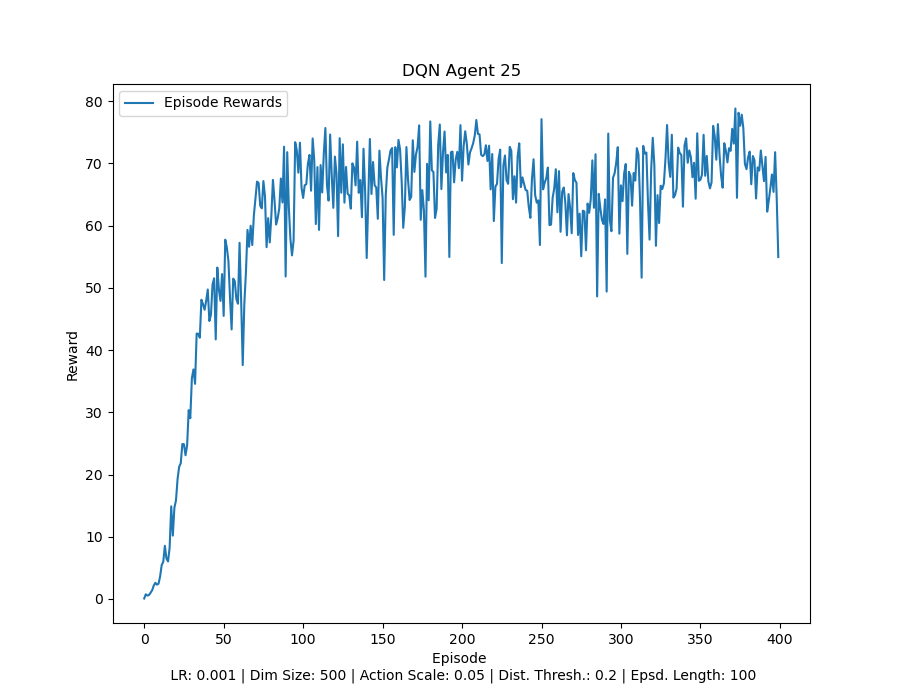 DQN Agent 25
Episode Rewards
80
70
60
50
40
30
20
10
0
Reward
0 50 100 150 200 250 300 350 400
Episode
LR: 0.001 | Dim Size: 500 | Action Scale: 0.05 | Dist. Thresh.: 0.2 | Epsd. Length: 100